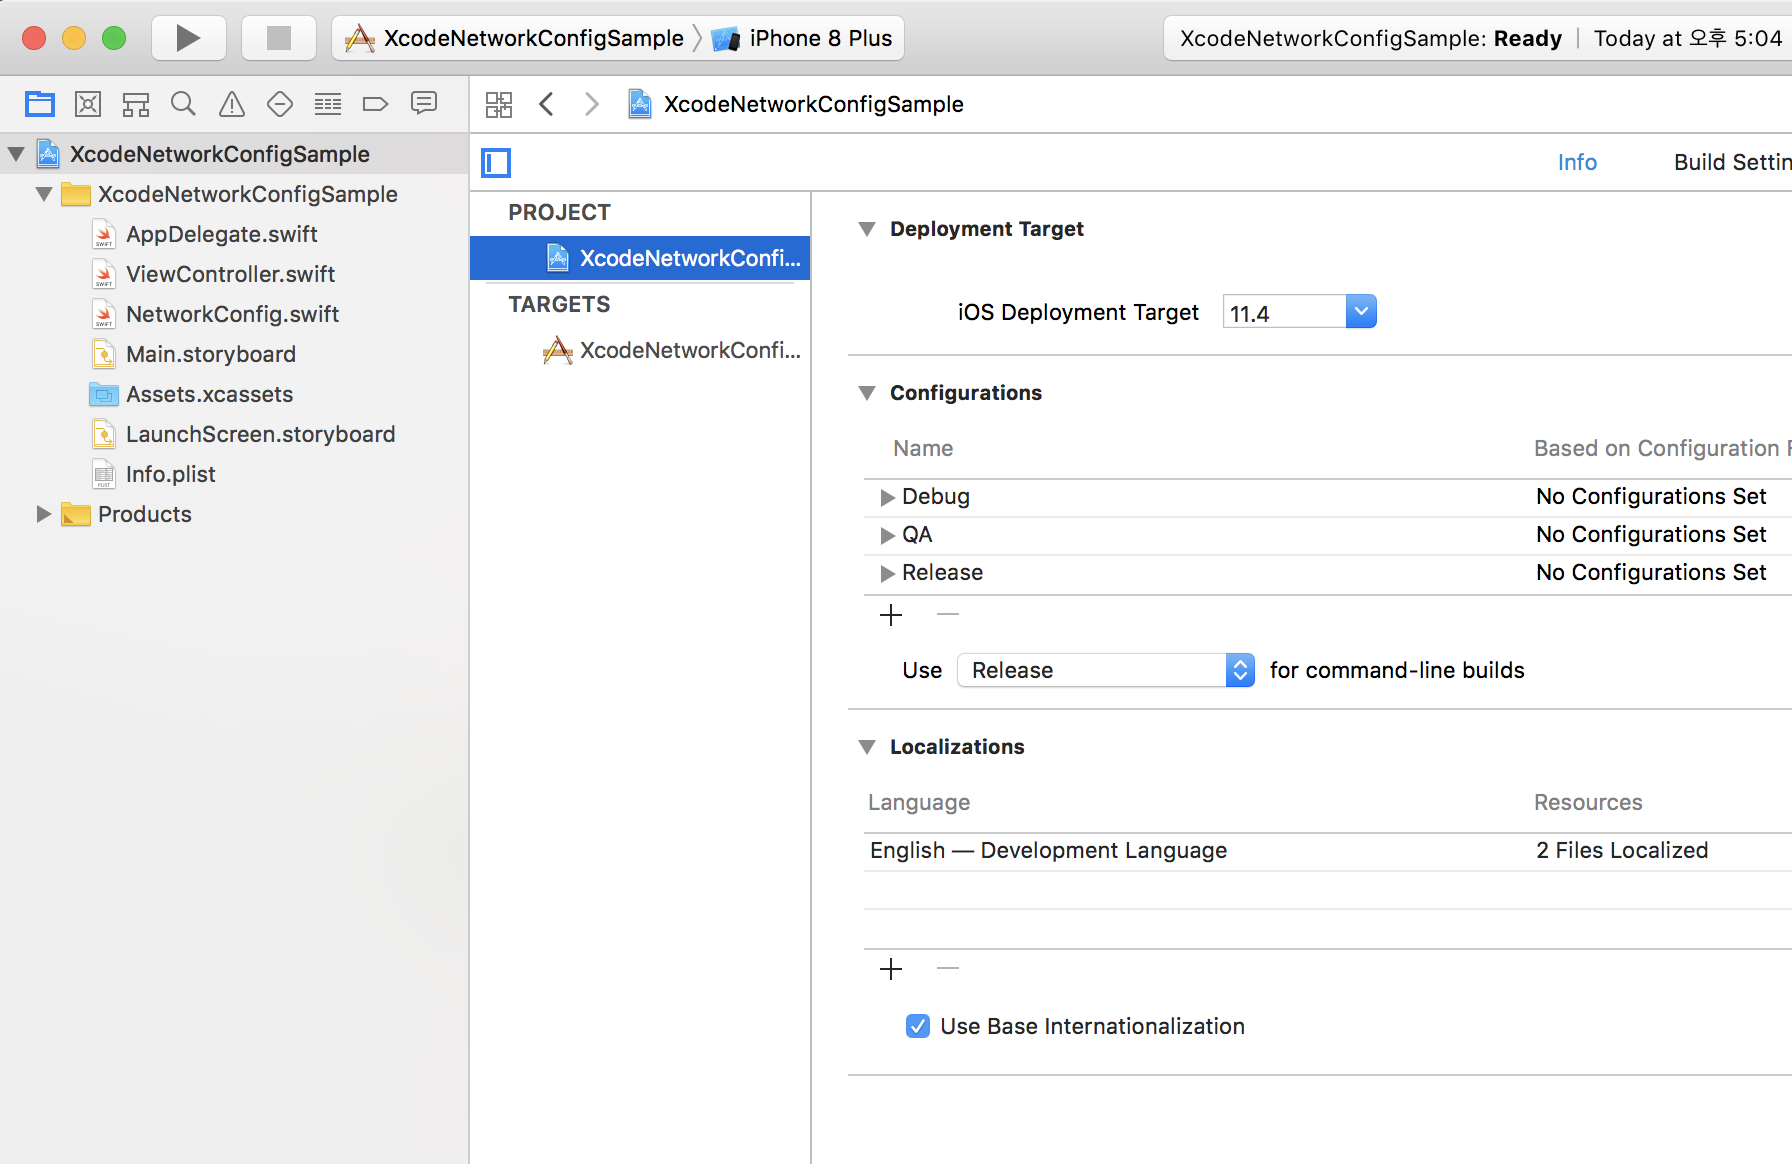 XcodeNetworkConfigSample iPhone 8 Plus XcodeNetworkConfigSample: Ready Today at 오후 5:04
XcodeNetworkConfigSample
XcodeNetworkConfigSample
XcodeNetworkConfigSample
AppDelegate.swift
ViewController.swift
NetworkConfig.swift
Main.storyboard
Assets.xcassets
LaunchScreen.storyboard
Info.plist
Products
Info Build Settin
PROJECT
XcodeNetworkConfi...
TARGETS
XcodeNetworkConfi...
Deployment Target
iOS Deployment Target 11.4
Configurations
Name Based on Configuration F
Debug No Configurations Set
QA No Configurations Set
Release No Configurations Set
Use Release for command-line builds
Localizations
Language Resources
English — Development Language 2 Files Localized
Use Base Internationalization